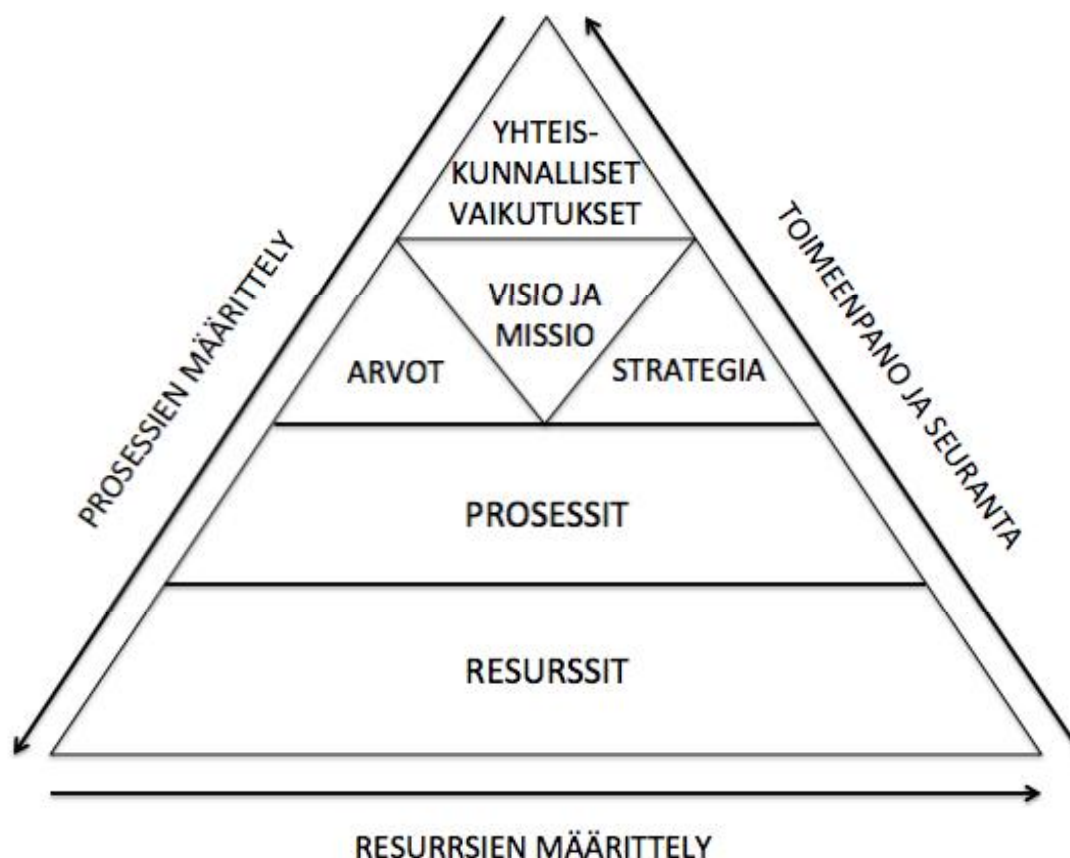 YHTEIS-
KUNNALLISET
VAIKUTUKSET
VISIO JA
MISSIO
ARVOT
STRATEGIA
PROSESSIT
RESURSSIT
PROSESSIEN MÄÄRITTELY
TOIMEENPANO JA SEURANTA
RESURRSIEN MÄÄRITTELY